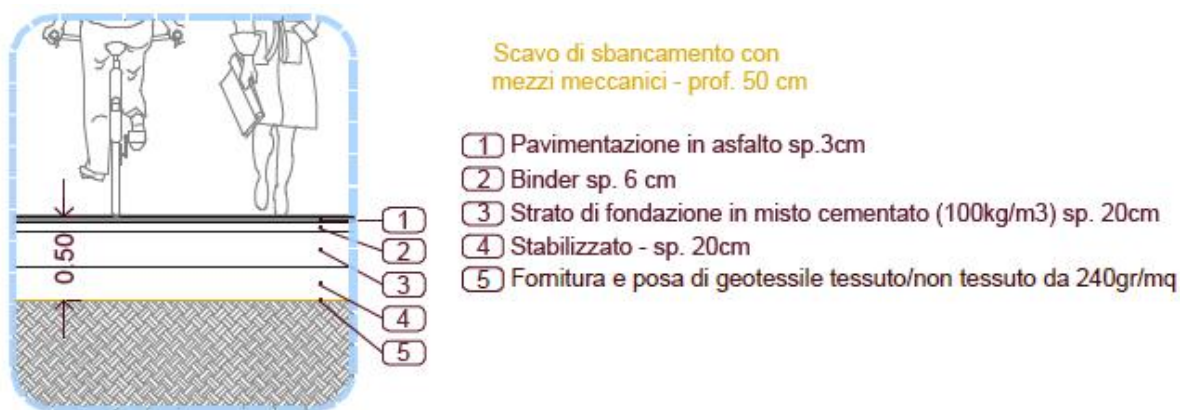 Scavo di sbancamento con
mezzi meccanici - prof. 50 cm
1 Pavimentazione in asfalto sp.3cm
2 Binder sp. 6 cm
3 Strato di fondazione in misto cementato (100kg/m3) sp. 20cm
4 Stabilizzato - sp. 20cm
5 Fornitura e posa di geotessile tessuto/non tessuto da 240gr/mq
0.50
1
2
3
4
5